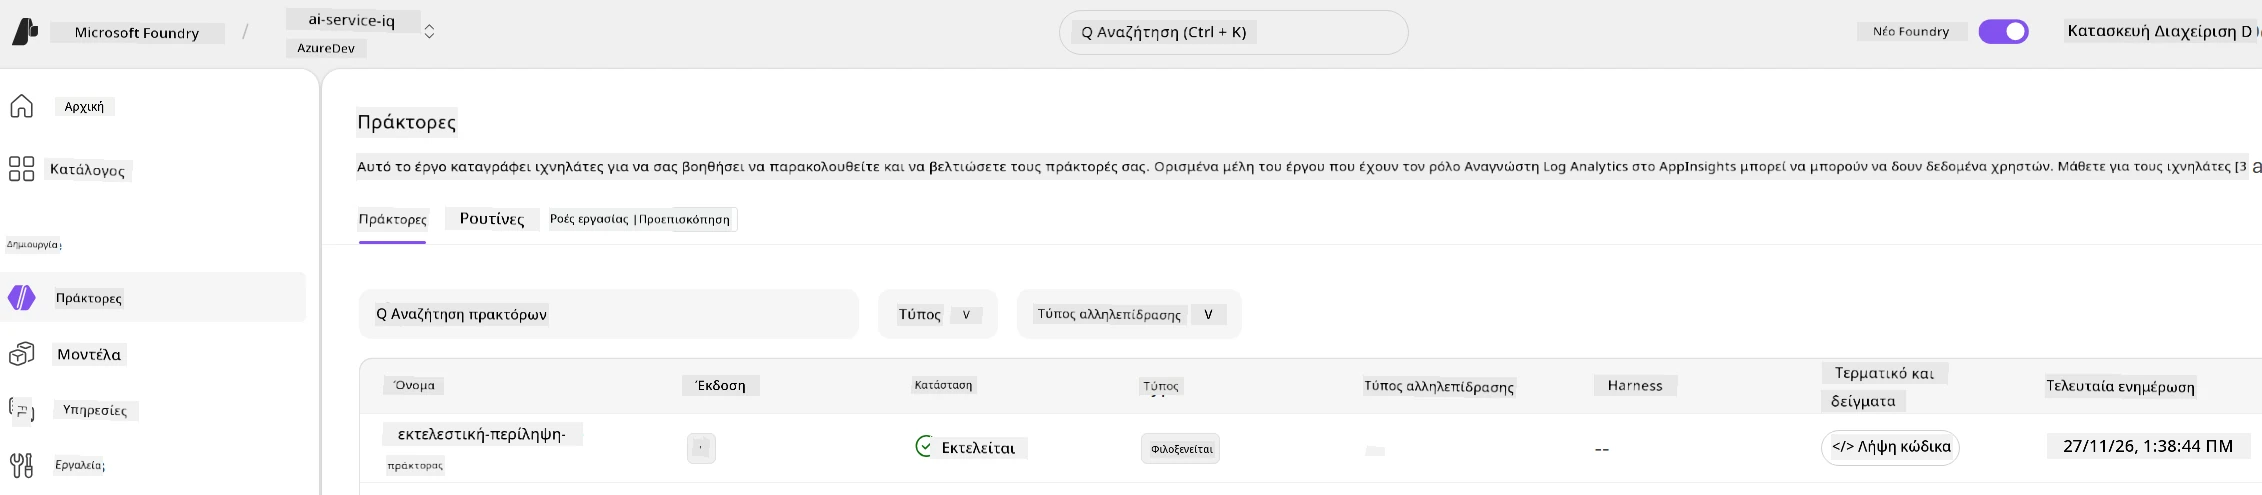 Microsoft Foundry
/
ai-service-iq
AzureDev
Q Αναζήτηση (Ctrl + K)
Νέο Foundry
Κατασκευή Διαχείριση D
Αρχική
Κατάλογος
Δημιουργία;
Πράκτορες
Μοντέλα
Υπηρεσίες
Εργαλεία;
Πράκτορες
Αυτό το έργο καταγράφει ιχνηλάτες για να σας βοηθήσει να παρακολουθείτε και να βελτιώσετε τους πράκτορές σας. Ορισμένα μέλη του έργου που έχουν τον ρόλο Αναγνώστη Log Analytics στο AppInsights μπορεί να μπορούν να δουν δεδομένα χρηστών. Μάθετε για τους ιχνηλάτες [3 a
Πράκτορες Ρουτίνες Ροές εργασίας | Προεπισκόπηση
Q Αναζήτηση πρακτόρων
Τύπος V
Τύπος αλληλεπίδρασης V
Όνομα Έκδοση Κατάσταση Τύπος Τύπος αλληλεπίδρασης Harness Τερματικό και δείγματα Τελευταία ενημέρωση
εκτελεστική-περίληψη-
πράκτορας
Εκτελείται Φιλοξενείται -- </> Λήψη κώδικα 27/11/26, 1:38:44 ΠΜ